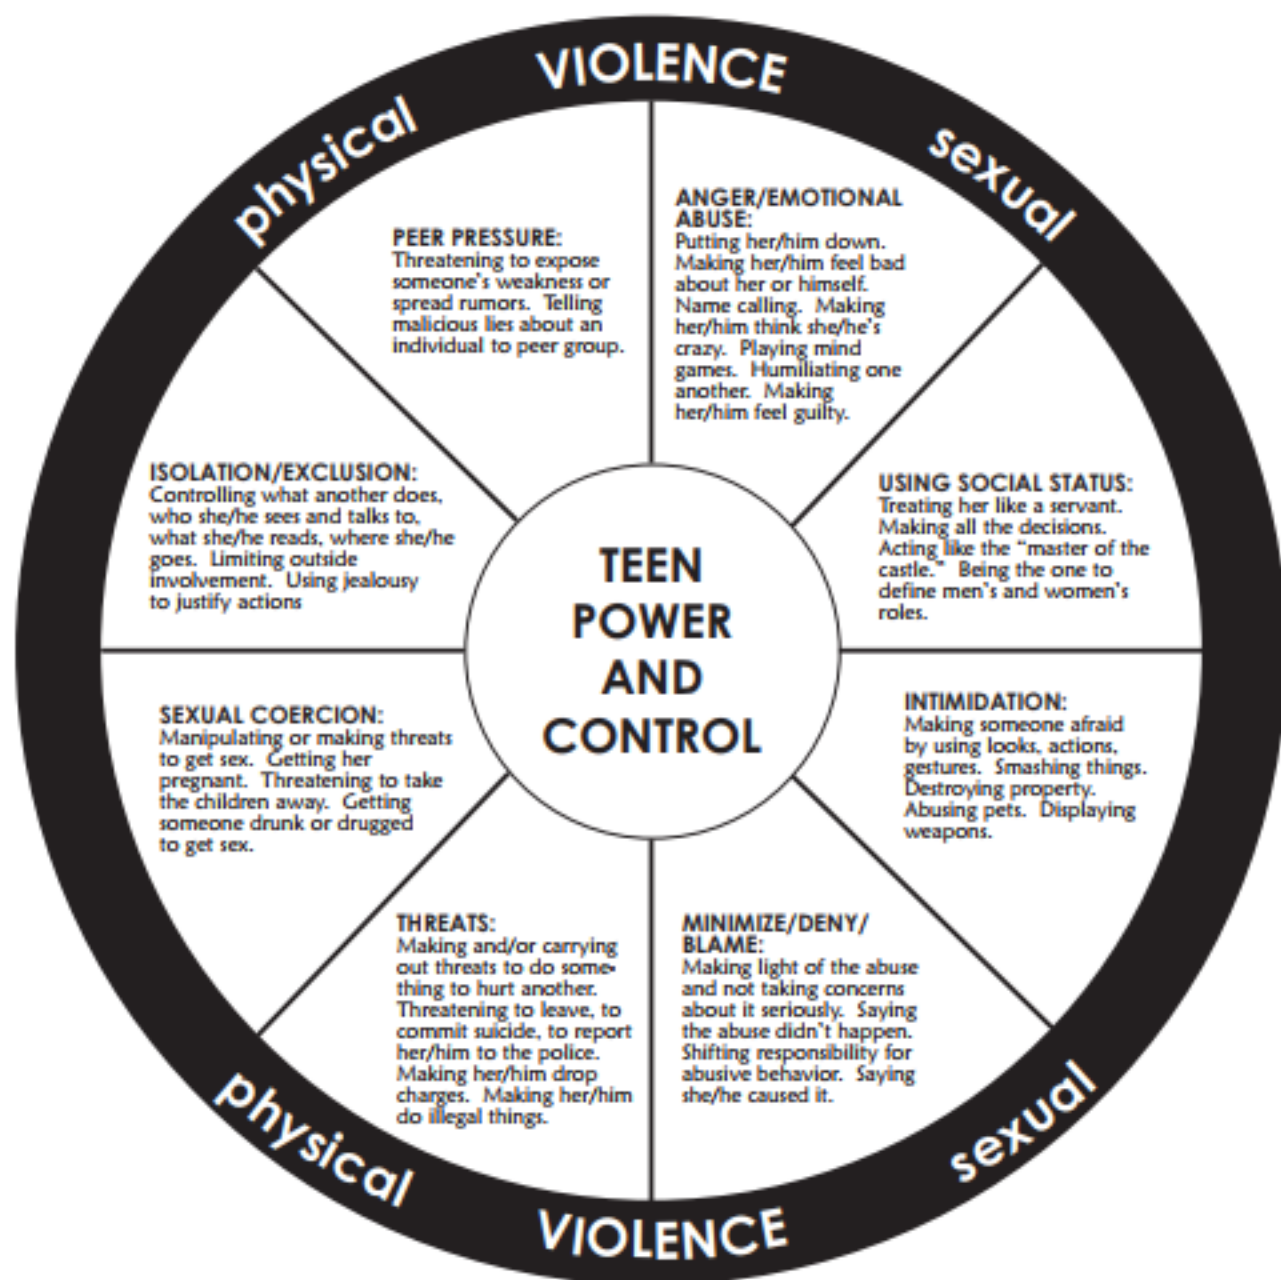 VIOLENCE
physical
sexual
PEER PRESSURE:
Threatening to expose
someone's weakness or
spread rumors. Telling
malicious lies about an
individual to peer group.
ANGER/EMOTIONAL
ABUSE:
Putting her/him down.
Making her/him feel bad
about her or himself.
Name calling. Making
her/him think she/he's
crazy. Playing mind
games. Humiliating one
another. Making
her/him feel guilty.
ISOLATION/EXCLUSION:
Controlling what another does,
who she/he sees and talks to,
what she/he reads, where she/he
goes. Limiting outside
involvement. Using jealousy
to justify actions
USING SOCIAL STATUS:
Treating her like a servant.
Making all the decisions.
Acting like the "master of the
castle." Being the one to
define men's and women's
roles.
TEEN
POWER
AND
CONTROL
SEXUAL COERCION:
Manipulating or making threats
to get sex. Getting her
pregnant. Threatening to take
the children away. Getting
someone drunk or drugged
to get sex.
INTIMIDATION:
Making someone afraid
by using looks, actions,
gestures. Smashing things.
Destroying property.
Abusing pets. Displaying
weapons.
THREATS:
Making and/or carrying
out threats to do some-
thing to hurt another.
Threatening to leave, to
commit suicide, to report
her/him to the police.
Making her/him drop
charges. Making her/him
do illegal things.
MINIMIZE/DENY/
BLAME:
Making light of the abuse
and not taking concerns
about it seriously. Saying
the abuse didn't happen.
Shifting responsibility for
abusive behavior. Saying
she/he caused it.
physical
sexual
VIOLENCE